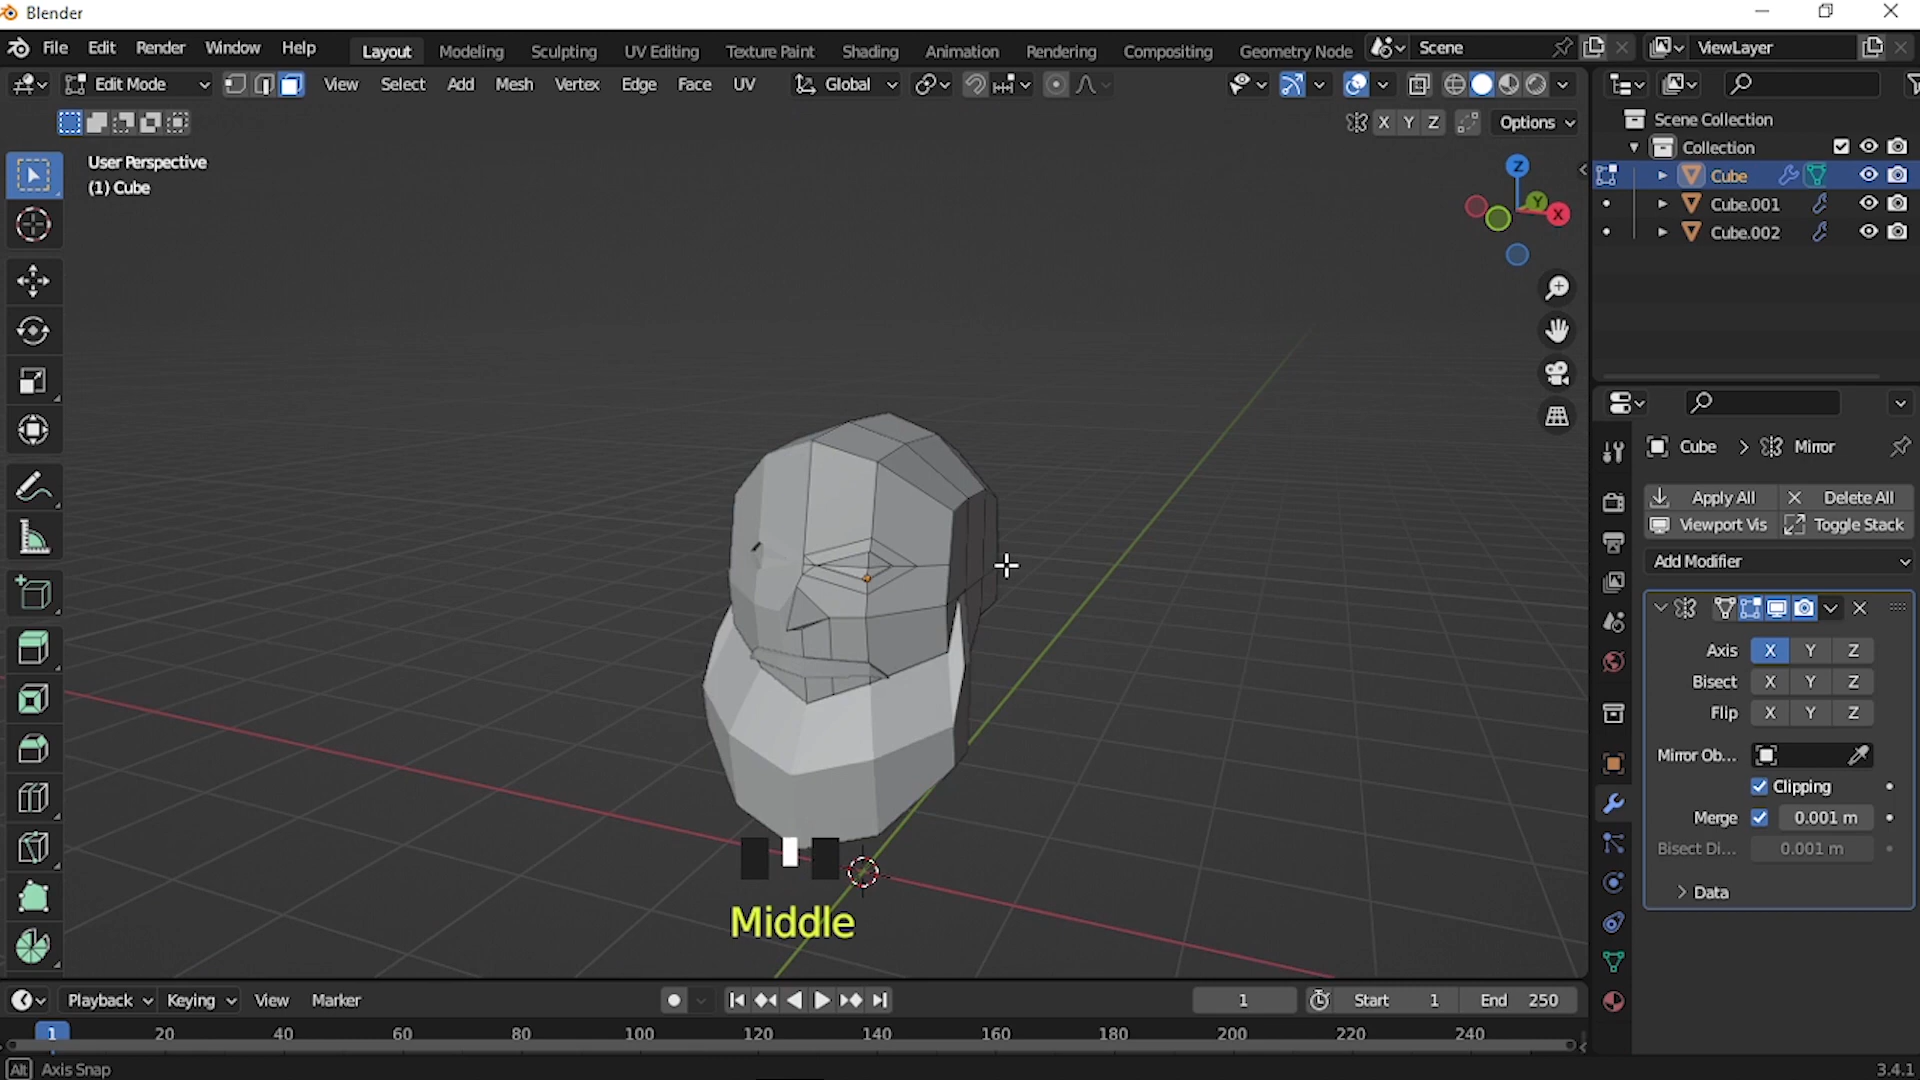 Blender
File Edit Render Window Help Layout Modeling Sculpting UV Editing Texture Paint Shading Animation Rendering Compositing Geometry Node Scene ViewLayer
Edit Mode View Select Add Mesh Vertex Edge Face UV Global
X Y Z Options
User Perspective
(1) Cube
Z
Y
X
Scene Collection
Collection
Cube
Cube.001
Cube.002
Cube > Mirror
Apply All Delete All
Viewport Vis Toggle Stack
Add Modifier
Axis X Y Z
Bisect X Y Z
Flip X Y Z
Mirror Ob...
Clipping
Merge 0.001 m
Bisect Di... 0.001 m
Data
Middle
Playback Keying View Marker 1 Start 1 End 250
1 20 40 60 80 100 120 140 160 180 200 220 240
Alt Axis Snap 3.4.1